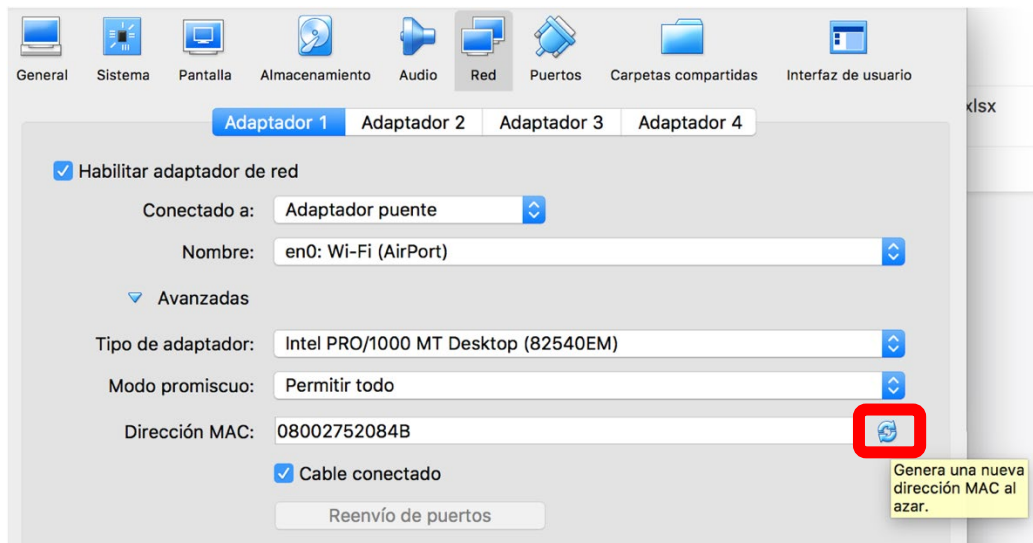 General Sistema Pantalla Almacenamiento Audio Red Puertos Carpetas compartidas Interfaz de usuario
xlsx
Adaptador 1 Adaptador 2 Adaptador 3 Adaptador 4
Habilitar adaptador de red
Conectado a: Adaptador puente
Nombre: en0: Wi-Fi (AirPort)
Avanzadas
Tipo de adaptador: Intel PRO/1000 MT Desktop (82540EM)
Modo promiscuo: Permitir todo
Dirección MAC: 08002752084B
Cable conectado
Genera una nueva
dirección MAC al
azar.
Reenvío de puertos